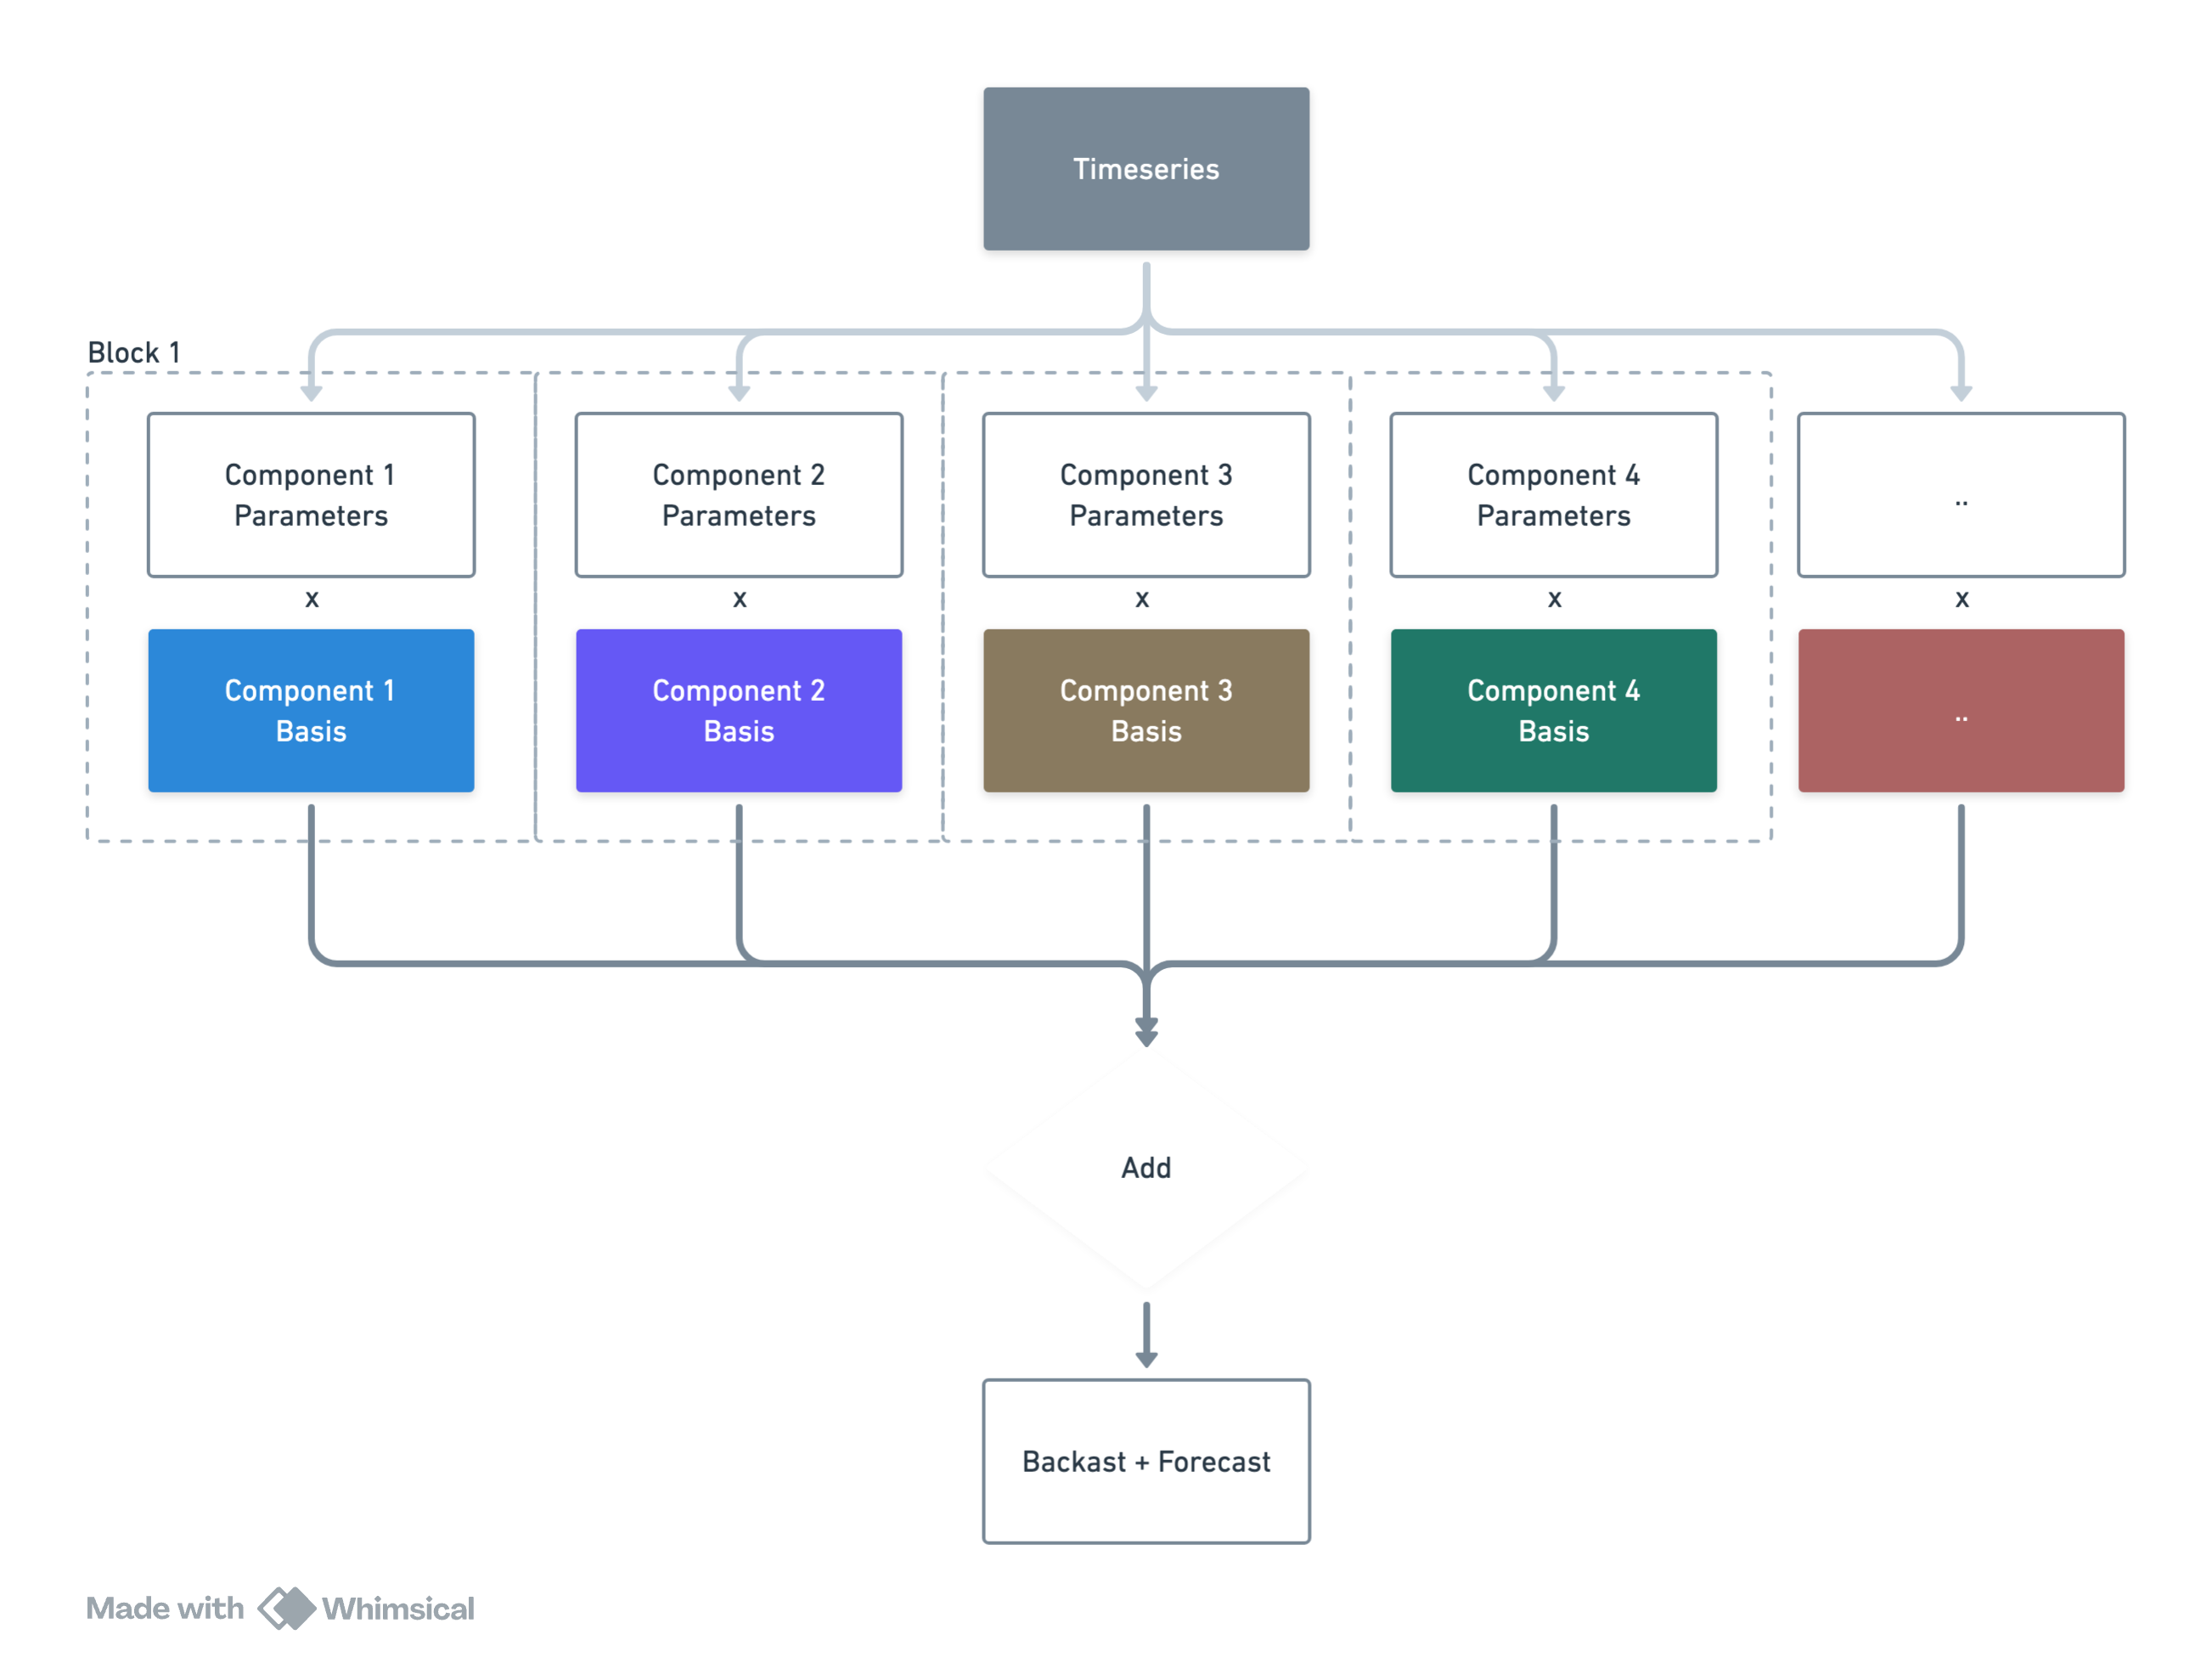 Timeseries
Block 1
Component 1
Parameters
Component 2
Parameters
Component 3
Parameters
Component 4
Parameters
..
x
x
x
x
x
Component 1
Basis
Component 2
Basis
Component 3
Basis
Component 4
Basis
..
Add
Backast + Forecast
Made with Whimsical